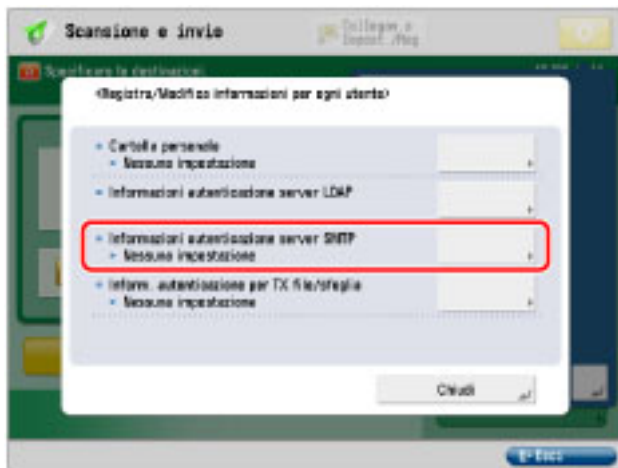 Scansione e invio
Specificare le destinazioni
<Registra/Modifica informazioni per ogni utente>
Cartella personale
Nessuna impostazione
Informazioni autenticazione server LDAP
Informazioni autenticazione server SMTP
Nessuna impostazione
Inform. autenticazione per TX file/sfoglia
Nessuna impostazione
Chiudi